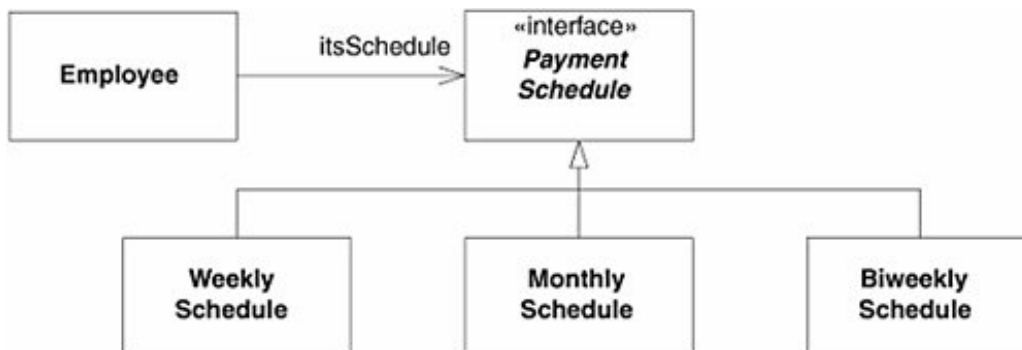 «interface»
itsSchedule
Employee
Payment
Schedule
Weekly
Schedule
Monthly
Schedule
Biweekly
Schedule